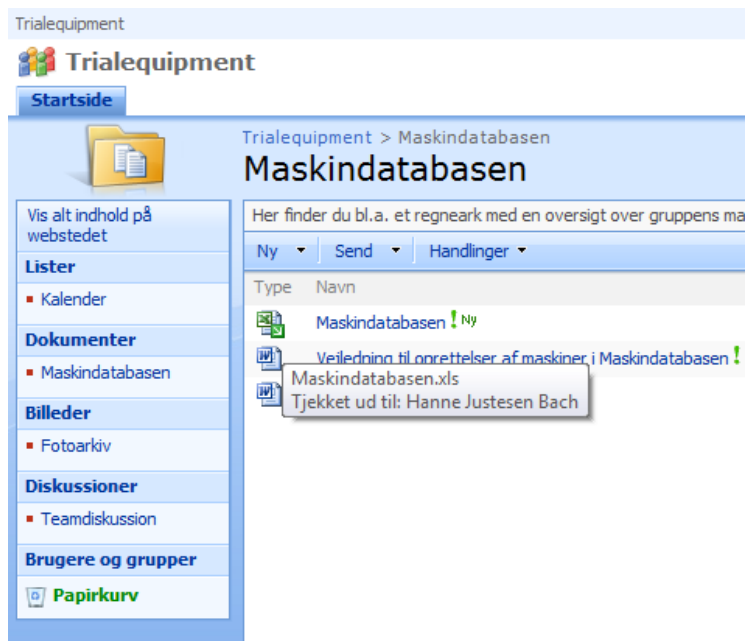 Trialequipment
Trialequipment
Startside
Trialequipment > Maskindatabasen
Maskindatabasen
Vis alt indhold på
webstedet
Lister
Kalender
Dokumenter
Maskindatabasen
Billeder
Fotoarkiv
Diskussioner
Teamdiskussion
Brugere og grupper
Papirkurv
Her finder du bl.a. et regneark med en oversigt over gruppens ma
Ny Send Handlinger
Type Navn
Maskindatabasen ! Ny
Vejledning til oprettelser af maskiner i Maskindatabasen !
Maskindatabasen.xls
Tjekket ud til: Hanne Justesen Bach